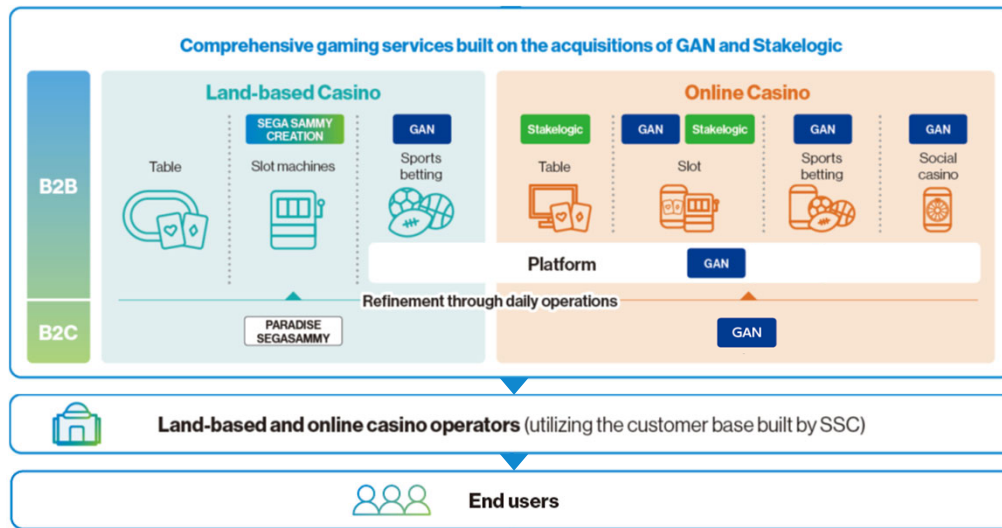 Comprehensive gaming services built on the acquisitions of GAN and Stakelogic
B2B
Land-based Casino
Table
SEGA SAMMY
CREATION
Slot machines
GAN
Sports
betting
Online Casino
Stakelogic
Table
GAN
Stakelogic
Slot
GAN
Sports
betting
GAN
Social
casino
Platform
GAN
Refinement through daily operations
B2C
PARADISE
SEGASAMMY
GAN
Land-based and online casino operators (utilizing the customer base built by SSC)
End users